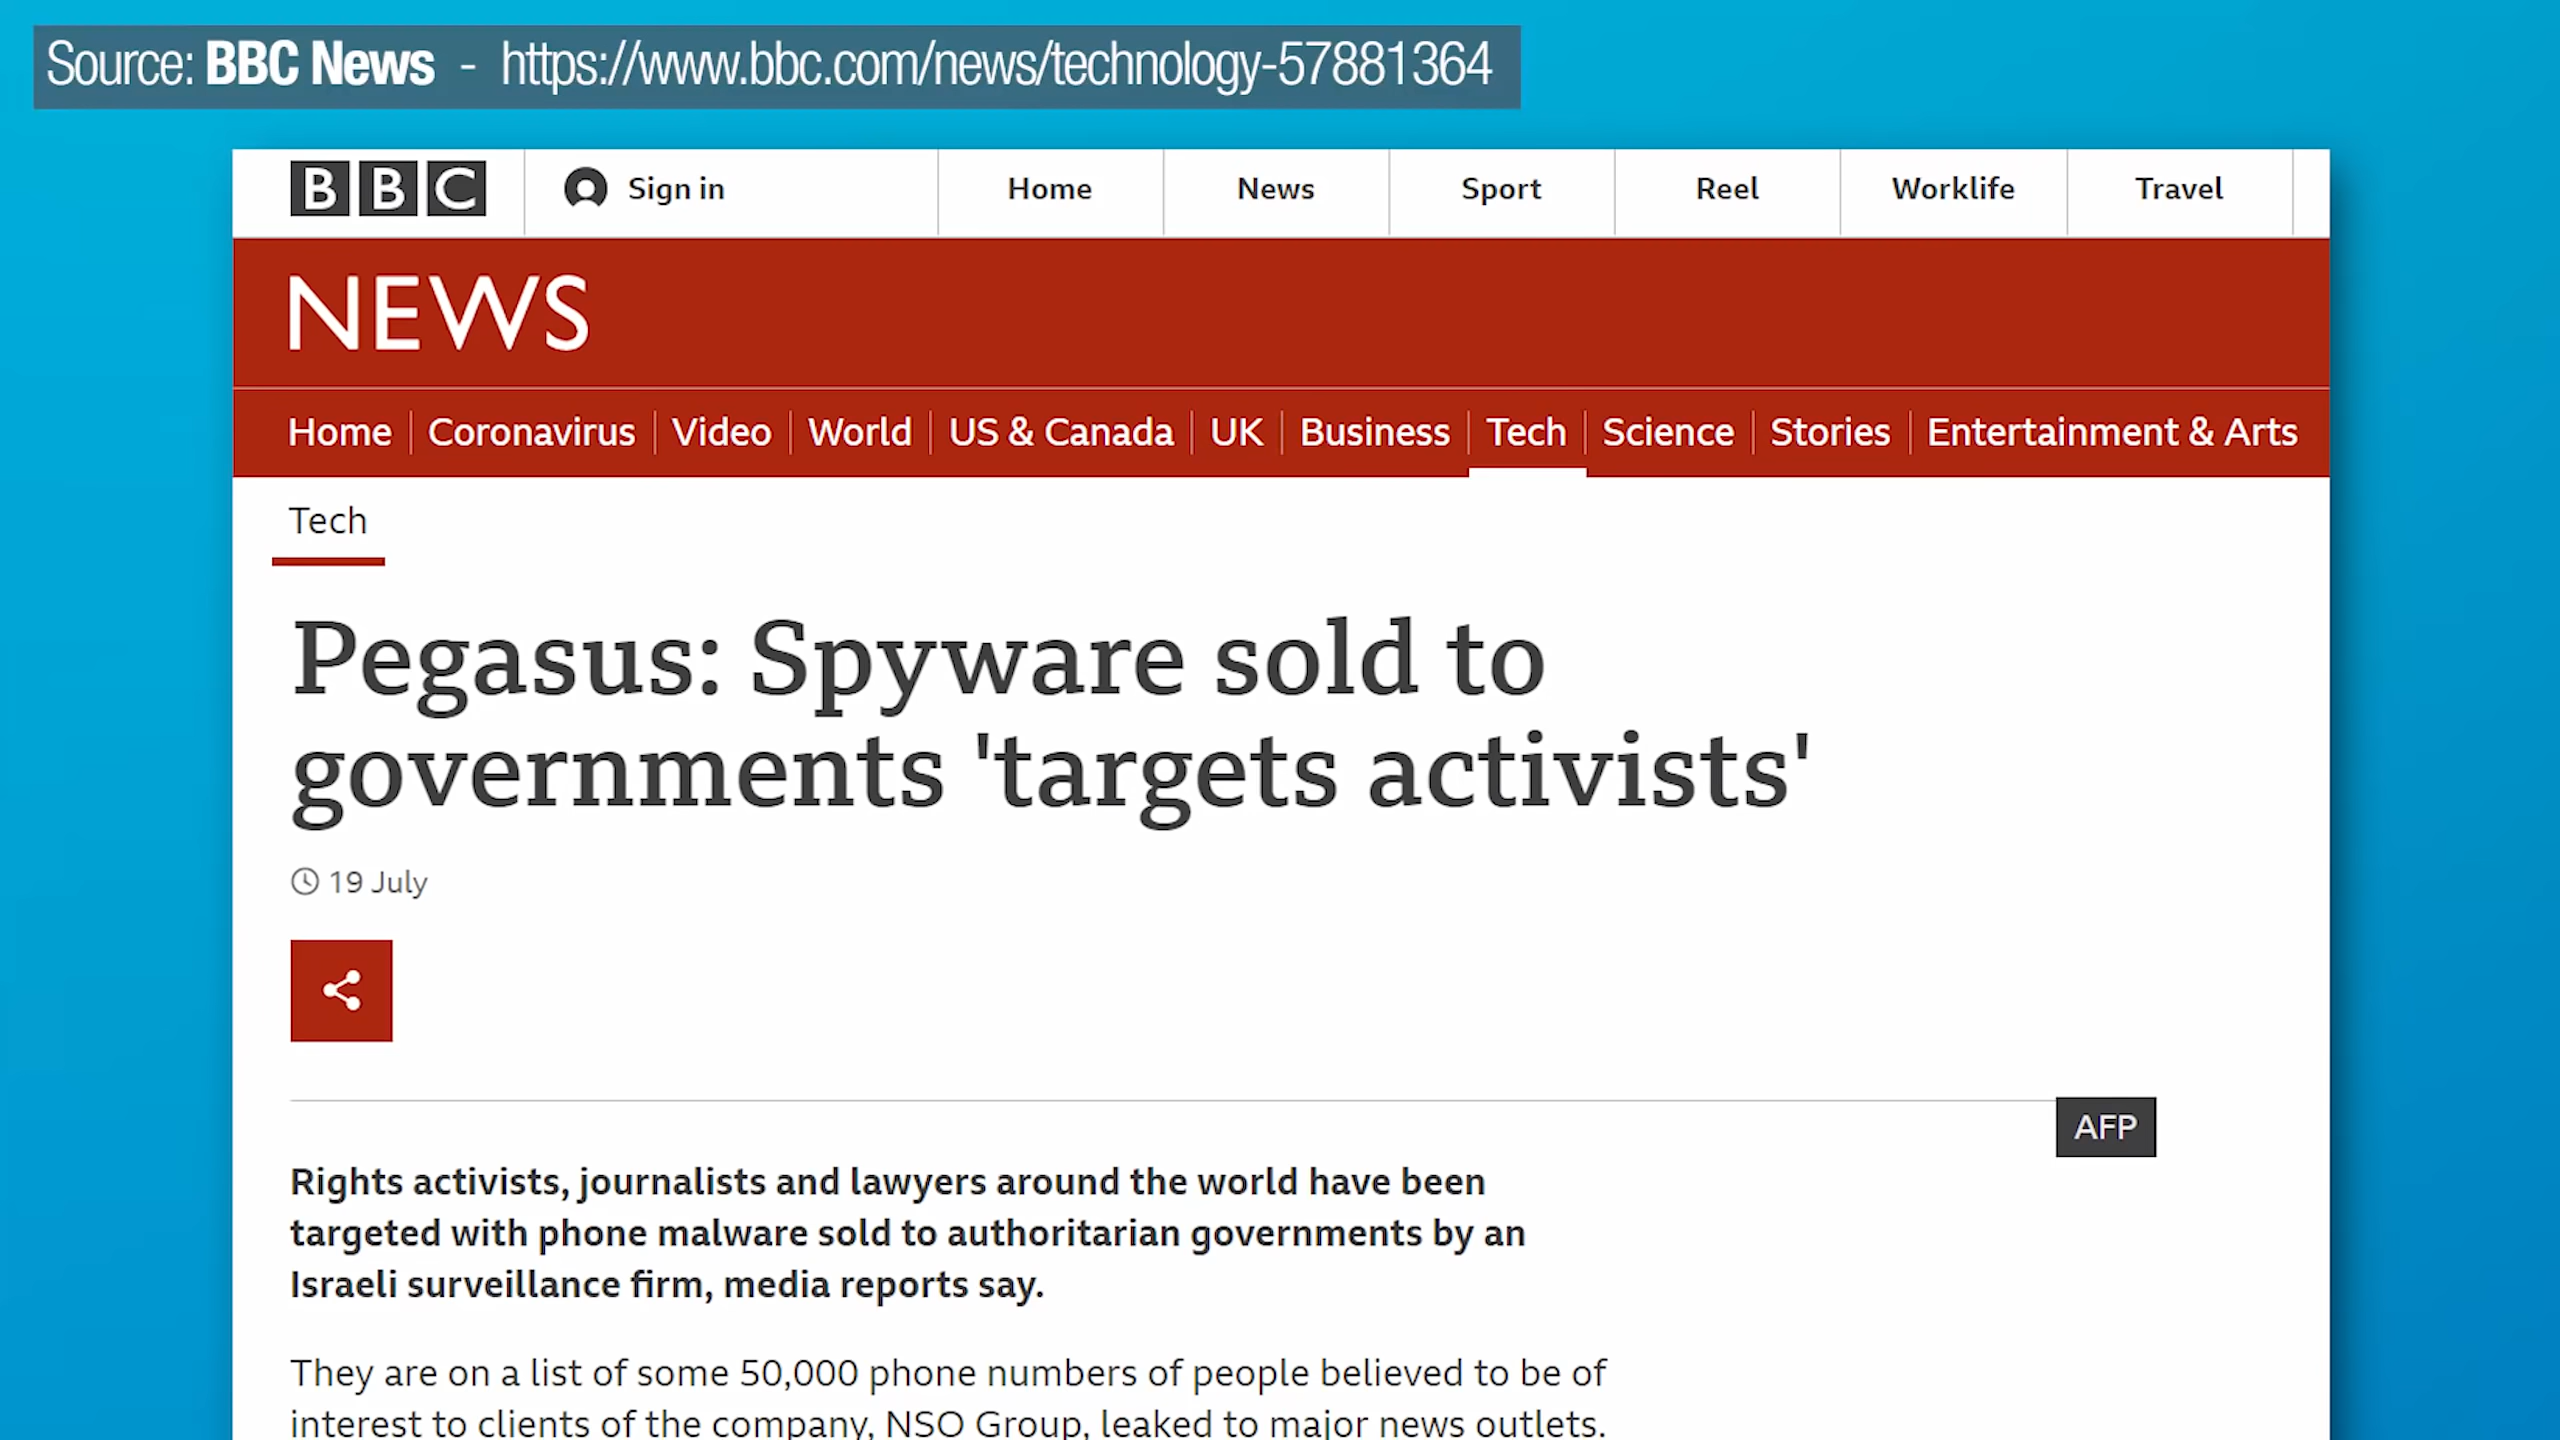 Source: BBC News - https://www.bbc.com/news/technology-57881364
BBC Sign in Home News Sport Reel Worklife Travel
NEWS
Home Coronavirus Video World US & Canada UK Business Tech Science Stories Entertainment & Arts
Tech
Pegasus: Spyware sold to
governments 'targets activists'
19 July
AFP
Rights activists, journalists and lawyers around the world have been
targeted with phone malware sold to authoritarian governments by an
Israeli surveillance firm, media reports say.
They are on a list of some 50,000 phone numbers of people believed to be of
interest to clients of the company, NSO Group, leaked to major news outlets.